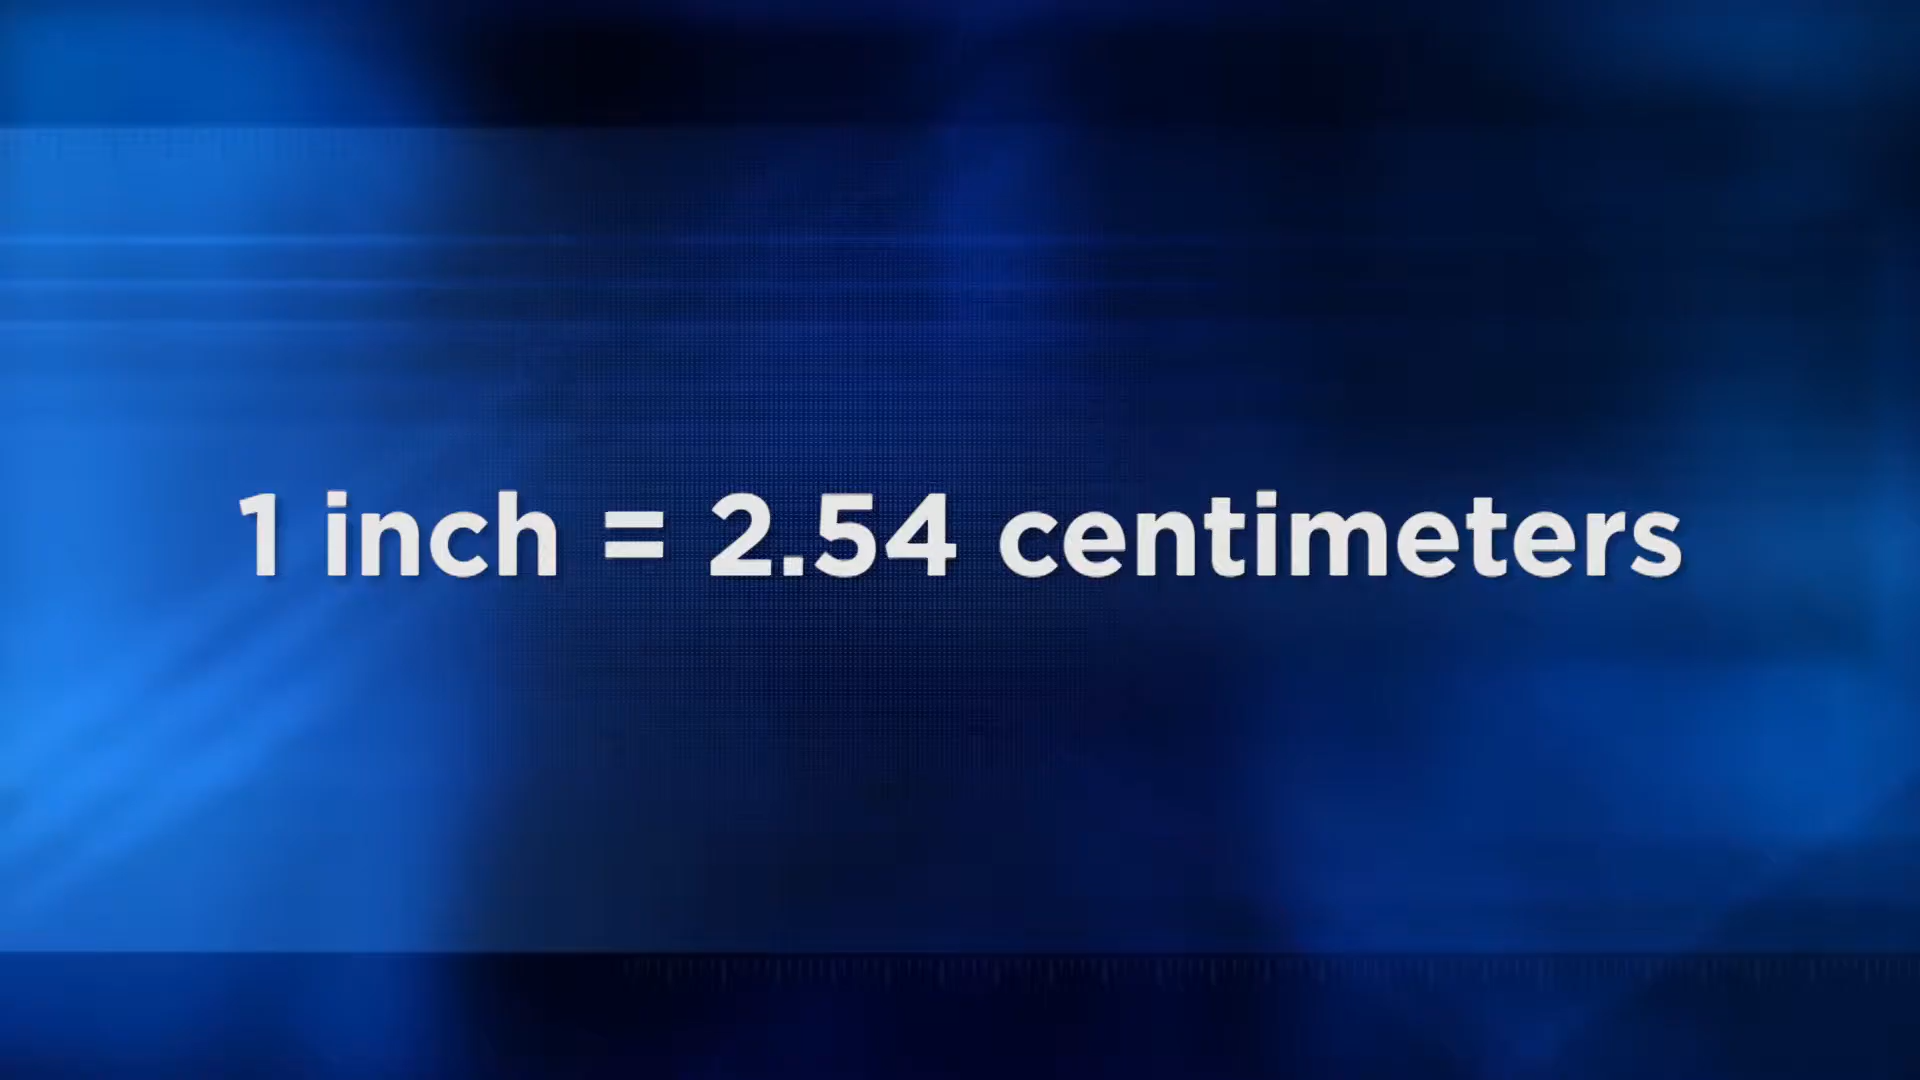 1 inch = 2.54 centimeters